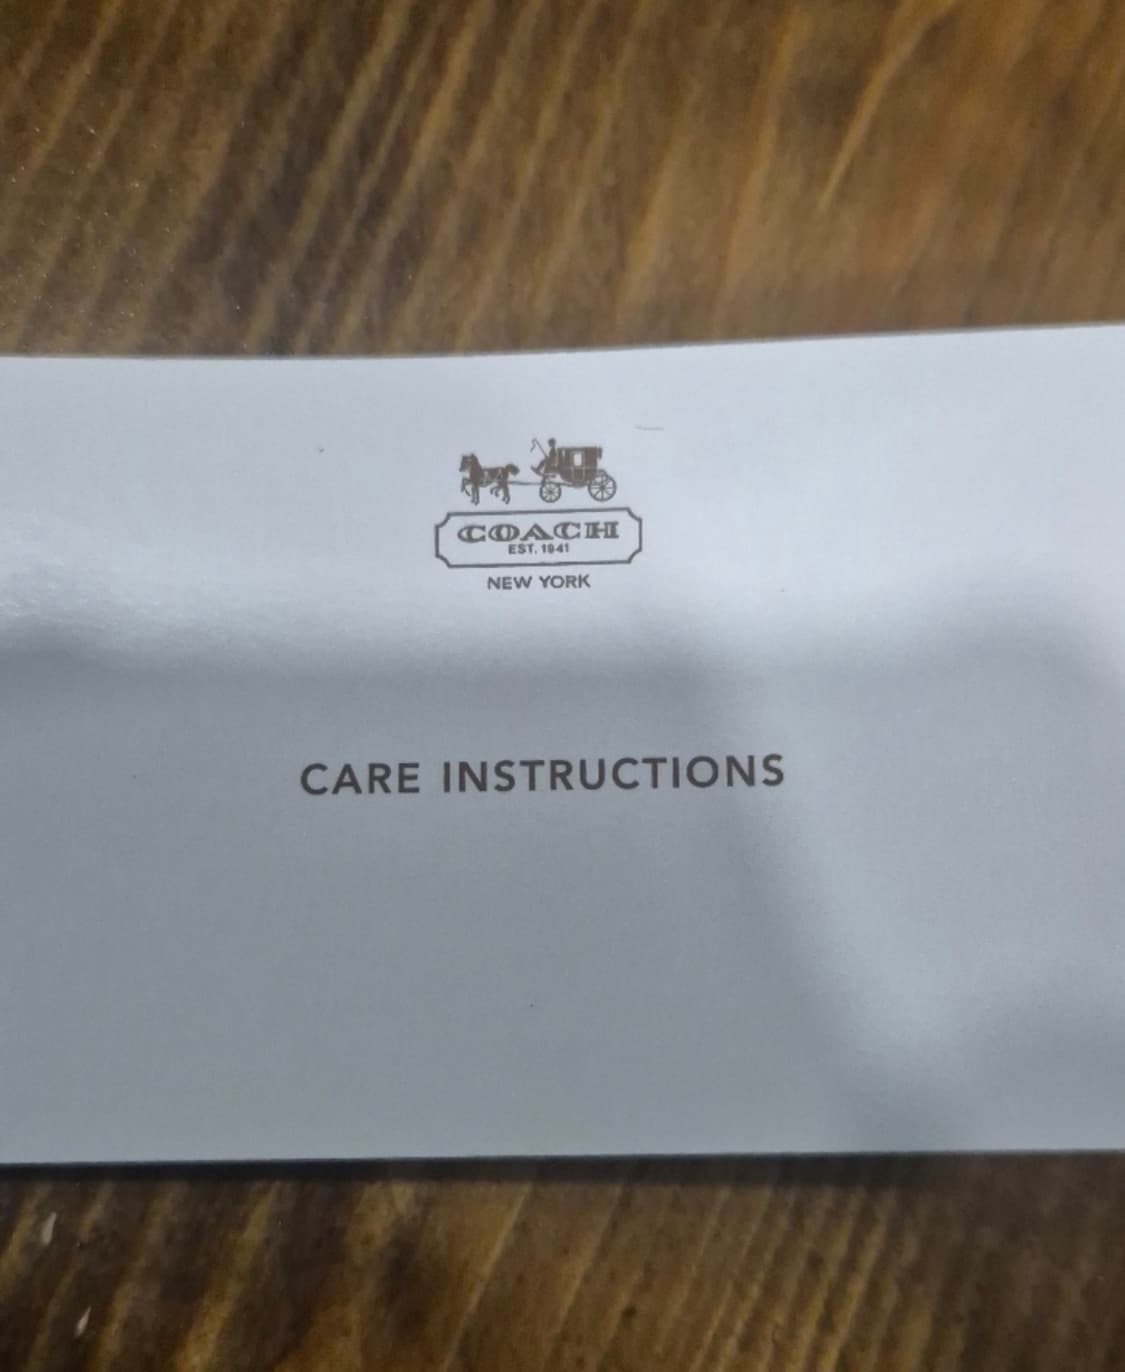 COACH
EST. 1941
NEW YORK
CARE INSTRUCTIONS